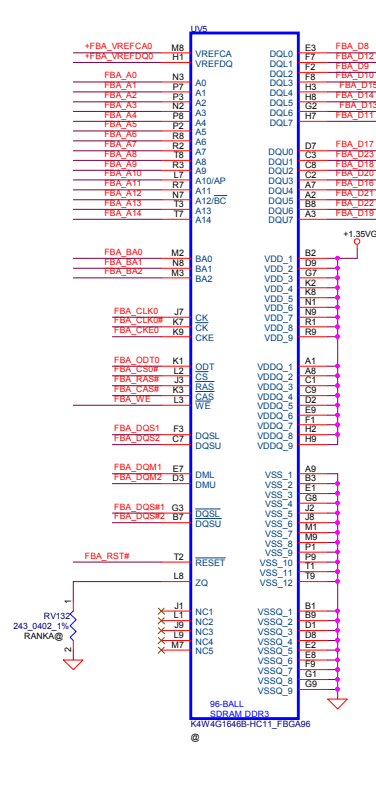 UV5
+FBA_VREFCA0 M8 VREFCA DQL0 E3 FBA_D8
+FBA_VREFDQ0 H1 VREFDQ DQL1 F7 FBA_D12
DQL2 F2 FBA_D9
FBA_A0 N3 A0 DQL3 F8 FBA_D10
FBA_A1 P7 A1 DQL4 H3 FBA_D15
FBA_A2 P3 A2 DQL5 H8 FBA_D14
FBA_A3 N2 A3 DQL6 G2 FBA_D13
FBA_A4 P8 A4 DQL7 H7 FBA_D11
FBA_A5 P2 A5
FBA_A6 R8 A6
FBA_A7 R2 A7 DQU0 D7 FBA_D17
FBA_A8 T8 A8 DQU1 C3 FBA_D23
FBA_A9 R3 A9 DQU2 C8 FBA_D18
FBA_A10 L7 A10/AP DQU3 C2 FBA_D20
FBA_A11 R7 A11 DQU4 A7 FBA_D16
FBA_A12 N7 A12/BC DQU5 A2 FBA_D21
FBA_A13 T3 A13 DQU6 B8 FBA_D22
FBA_A14 T7 A14 DQU7 A3 FBA_D19
+1.35VG
FBA_BA0 M2 BA0 VDD_1 B2
FBA_BA1 N8 BA1 VDD_2 D9
FBA_BA2 M3 BA2 VDD_3 G7
VDD_4 K2
VDD_5 K8
VDD_6 N1
FBA_CLK0 J7 CK VDD_7 N9
FBA_CLK0# K7 CK VDD_8 R1
FBA_CKE0 K9 CKE VDD_9 R9
FBA_ODT0 K1 ODT VDDQ_1 A1
FBA_CS0# L2 CS VDDQ_2 A8
FBA_RAS# J3 RAS VDDQ_3 C1
FBA_CAS# K3 CAS VDDQ_4 C9
FBA_WE L3 WE VDDQ_5 D2
VDDQ_6 E9
VDDQ_7 F1
FBA_DQS1 F3 DQSL VDDQ_8 H2
FBA_DQS2 C7 DQSU VDDQ_9 H9
FBA_DQM1 E7 DML VSS_1 A9
FBA_DQM2 D3 DMU VSS_2 B3
VSS_3 E1
VSS_4 G8
FBA_DQS#1 G3 DQSL VSS_5 J2
FBA_DQS#2 B7 DQSU VSS_6 J8
VSS_7 M1
VSS_8 M9
VSS_9 P1
FBA_RST# T2 RESET VSS_10 P9
VSS_11 T1
L8 ZQ VSS_12 T9
J1 NC1 VSSQ_1 B1
L1 NC2 VSSQ_2 B9
J9 NC3 VSSQ_3 D1
L9 NC4 VSSQ_4 D8
M7 NC5 VSSQ_5 E2
VSSQ_6 E8
VSSQ_7 F9
VSSQ_8 G1
VSSQ_9 G9
1
RV132
243_0402_1%
RANKA@
2
96-BALL
SDRAM DDR3
K4W4G1646B-HC11_FBGA96
@